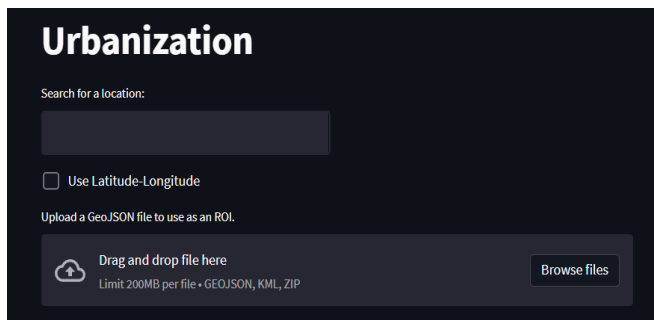 Urbanization
Search for a location:
Use Latitude-Longitude
Upload a GeoJSON file to use as an ROI.
Drag and drop file here
Limit 200MB per file • GEOJSON, KML, ZIP
Browse files